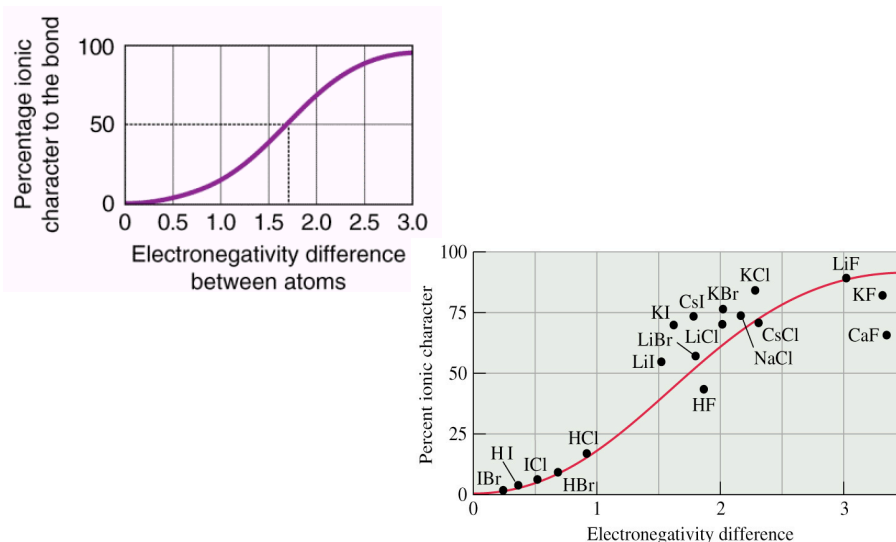 Percentage ionic
character to the bond
100
50
0
0 0.5 1.0 1.5 2.0 2.5 3.0
Electronegativity difference
between atoms
Percent ionic character
100
75
50
25
0
LiF
KCl
KBr
KF
CsI
KI
LiCl
CsCl
CaF
LiBr
NaCl
LiI
HF
HCl
HI
ICl
IBr
HBr
0 1 2 3
Electronegativity difference